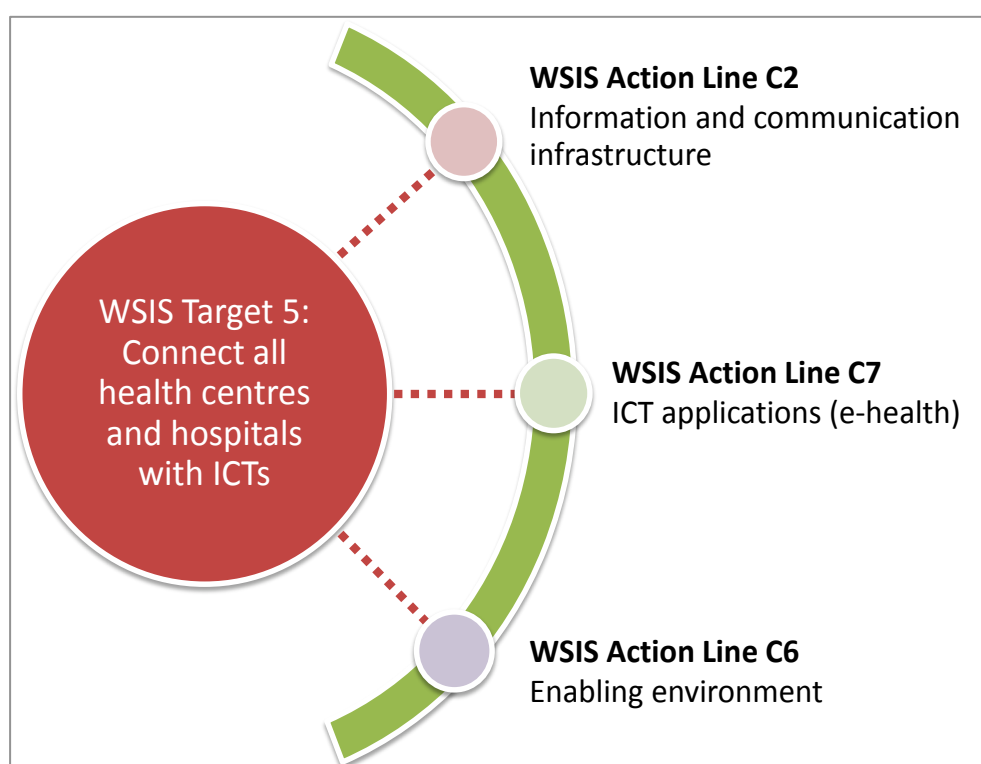 WSIS Target 5:
Connect all
health centres
and hospitals
with ICTs
WSIS Action Line C2
Information and communication
infrastructure
WSIS Action Line C7
ICT applications (e-health)
WSIS Action Line C6
Enabling environment